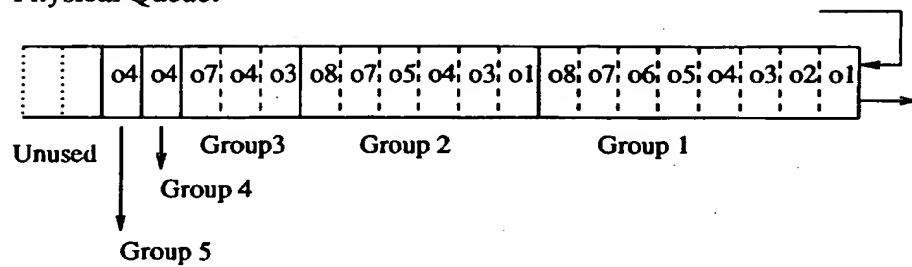 Physical Queue:
o4 o4 o7 o4 o3 o8 o7 o5 o4 o3 o1 o8 o7 o6 o5 o4 o3 o2 o1
Unused Group3 Group 2 Group 1
Group 4
Group 5